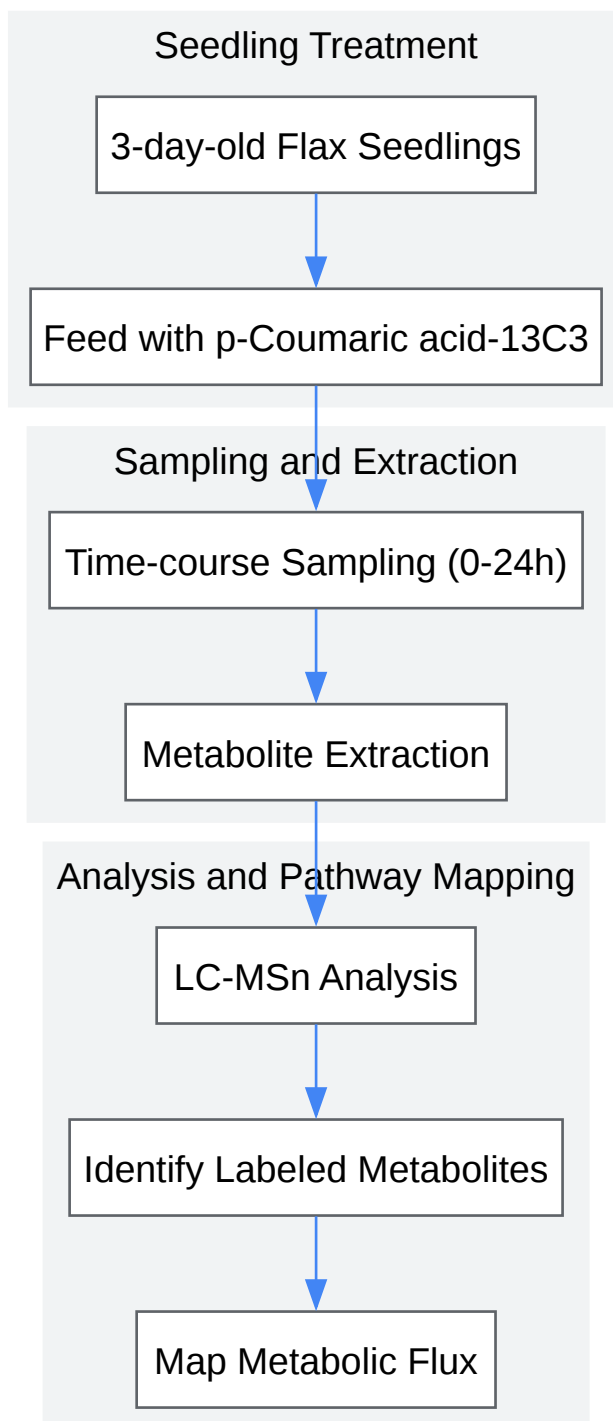 Seedling Treatment
3-day-old Flax Seedlings
Feed with p-Coumaric acid-13C3
Sampling and Extraction
Time-course Sampling (0-24h)
Metabolite Extraction
Analysis and Pathway Mapping
LC-MSn Analysis
Identify Labeled Metabolites
Map Metabolic Flux